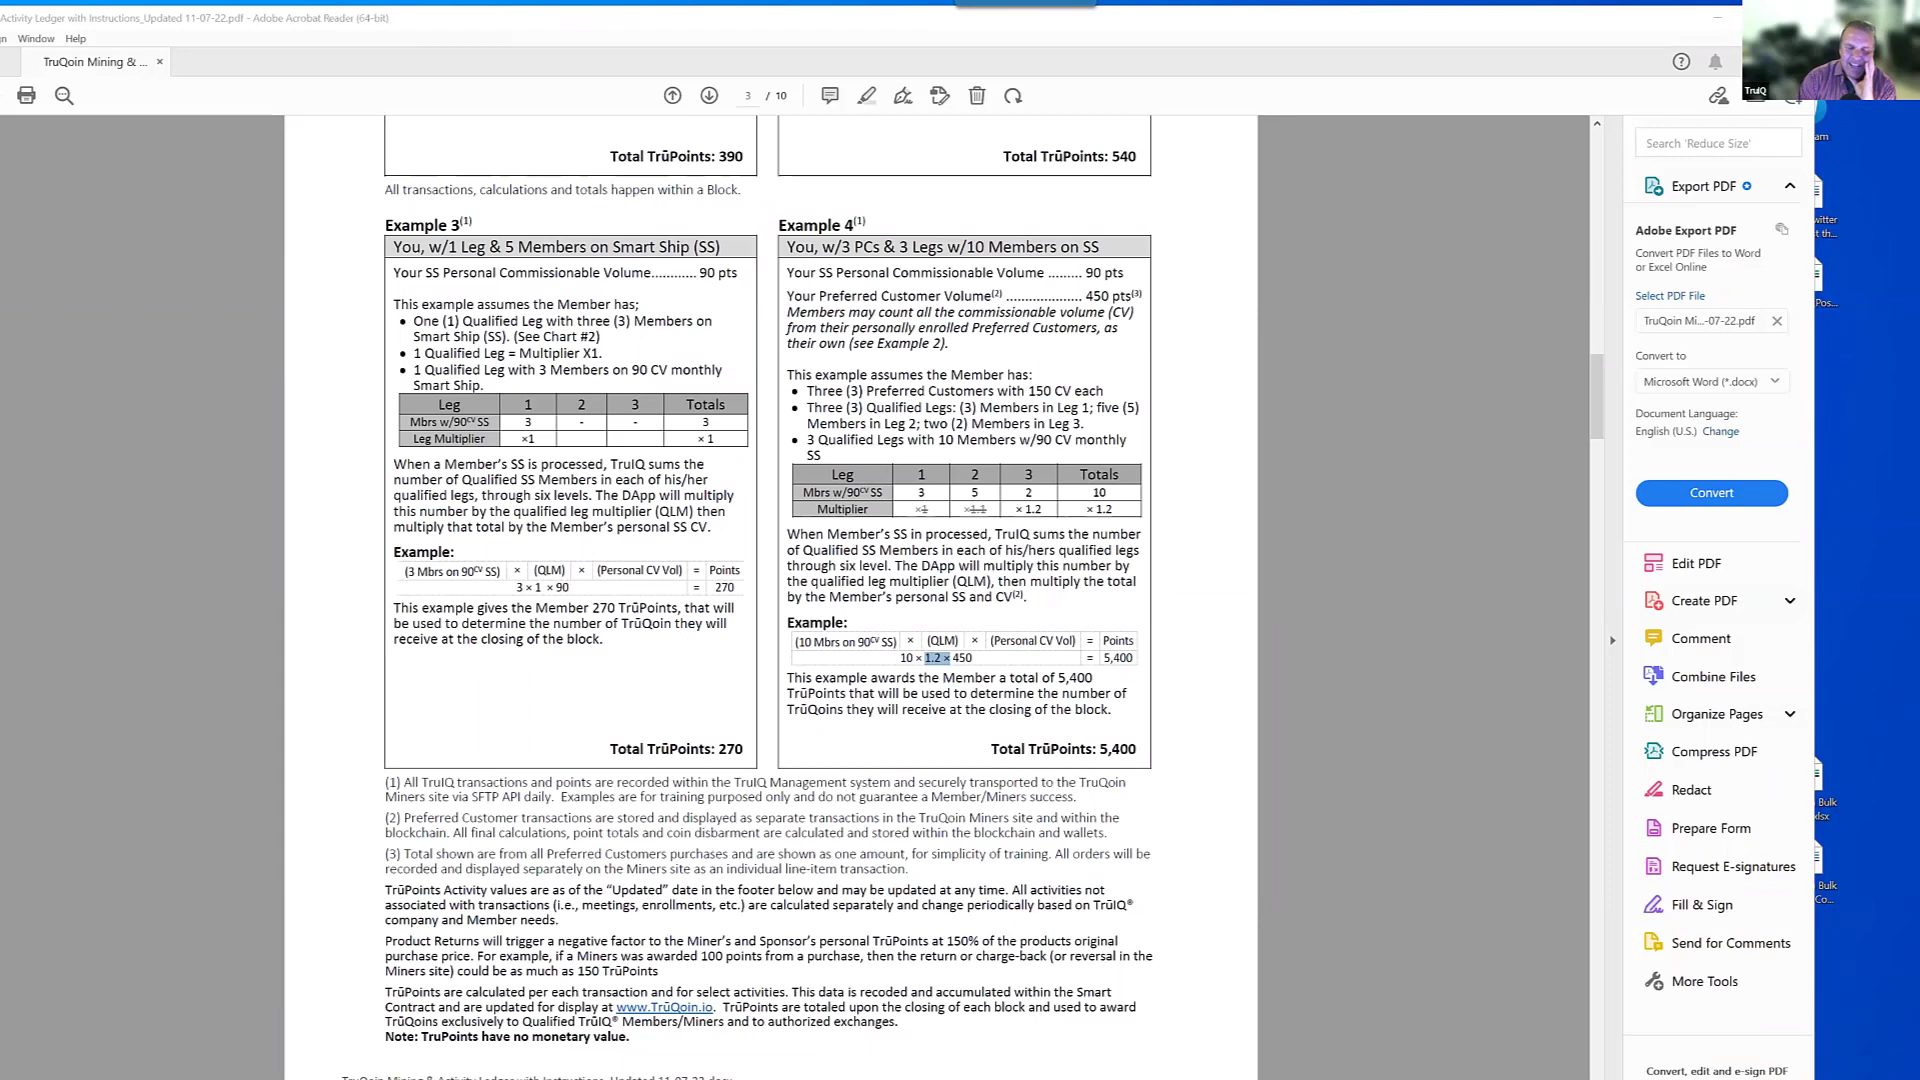 Activity Ledger with Instructions_Updated 11-07-22.pdf - Adobe Acrobat Reader (64-bit)
Window Help
TruQoin Mining & ... ×
3 / 10
TruIQ
Total TrūPoints: 390
Total TrūPoints: 540
All transactions, calculations and totals happen within a Block.
Example 3(1)
You, w/1 Leg & 5 Members on Smart Ship (SS)
Your SS Personal Commissionable Volume............ 90 pts
This example assumes the Member has;
• One (1) Qualified Leg with three (3) Members on
Smart Ship (SS). (See Chart #2)
• 1 Qualified Leg = Multiplier X1.
• 1 Qualified Leg with 3 Members on 90 CV monthly
Smart Ship.
Leg 1 2 3 Totals
Mbrs w/90CV SS 3 - - 3
Leg Multiplier ×1 × 1
When a Member's SS is processed, TruIQ sums the
number of Qualified SS Members in each of his/her
qualified legs, through six levels. The DApp will multiply
this number by the qualified leg multiplier (QLM) then
multiply that total by the Member's personal SS CV.
Example:
(3 Mbrs on 90CV SS) × (QLM) × (Personal CV Vol) = Points
3 × 1 × 90 = 270
This example gives the Member 270 TrūPoints, that will
be used to determine the number of TrūQoin they will
receive at the closing of the block.
Total TrūPoints: 270
Example 4(1)
You, w/3 PCs & 3 Legs w/10 Members on SS
Your SS Personal Commissionable Volume ......... 90 pts
Your Preferred Customer Volume(2) .................... 450 pts(3)
Members may count all the commissionable volume (CV)
from their personally enrolled Preferred Customers, as
their own (see Example 2).
This example assumes the Member has:
• Three (3) Preferred Customers with 150 CV each
• Three (3) Qualified Legs: (3) Members in Leg 1; five (5)
Members in Leg 2; two (2) Members in Leg 3.
• 3 Qualified Legs with 10 Members w/90 CV monthly
SS
Leg 1 2 3 Totals
Mbrs w/90CV SS 3 5 2 10
Multiplier ×1 ×1.1 × 1.2 × 1.2
When Member's SS in processed, TruIQ sums the number
of Qualified SS Members in each of his/hers qualified legs
through six level. The DApp will multiply this number by
the qualified leg multiplier (QLM), then multiply the total
by the Member's personal SS and CV(2).
Example:
(10 Mbrs on 90CV SS) × (QLM) × (Personal CV Vol) = Points
10 × 1.2 × 450 = 5,400
This example awards the Member a total of 5,400
TrūPoints that will be used to determine the number of
TrūQoins they will receive at the closing of the block.
Total TrūPoints: 5,400
(1) All TruIQ transactions and points are recorded within the TruIQ Management system and securely transported to the TruQoin
Miners site via SFTP API daily. Examples are for training purposed only and do not guarantee a Member/Miners success.
(2) Preferred Customer transactions are stored and displayed as separate transactions in the TruQoin Miners site and within the
blockchain. All final calculations, point totals and coin disbarment are calculated and stored within the blockchain and wallets.
(3) Total shown are from all Preferred Customers purchases and are shown as one amount, for simplicity of training. All orders will be
recorded and displayed separately on the Miners site as an individual line-item transaction.
TrūPoints Activity values are as of the “Updated” date in the footer below and may be updated at any time. All activities not
associated with transactions (i.e., meetings, enrollments, etc.) are calculated separately and change periodically based on TrūIQ®
company and Member needs.
Product Returns will trigger a negative factor to the Miner's and Sponsor's personal TrūPoints at 150% of the products original
purchase price. For example, if a Miners was awarded 100 points from a purchase, then the return or charge-back (or reversal in the
Miners site) could be as much as 150 TrūPoints
TrūPoints are calculated per each transaction and for select activities. This data is recoded and accumulated within the Smart
Contract and are updated for display at www.TrūQoin.io. TrūPoints are totaled upon the closing of each block and used to award
TrūQoins exclusively to Qualified TrūIQ® Members/Miners and to authorized exchanges.
Note: TruPoints have no monetary value.
TruQoin Mining & Activity Ledger with Instructions_Updated 11-07-22.docx
Search 'Reduce Size'
Export PDF
Adobe Export PDF
Convert PDF Files to Word
or Excel Online
Select PDF File
TruQoin Mi...-07-22.pdf
Convert to
Microsoft Word (*.docx)
Document Language:
English (U.S.) Change
Convert
Edit PDF
Create PDF
Comment
Combine Files
Organize Pages
Compress PDF
Redact
Prepare Form
Request E-signatures
Fill & Sign
Send for Comments
More Tools
Convert, edit and e-sign PDF
am
witter
t th...
Pos...
Bulk
lsx
Bulk
Co...